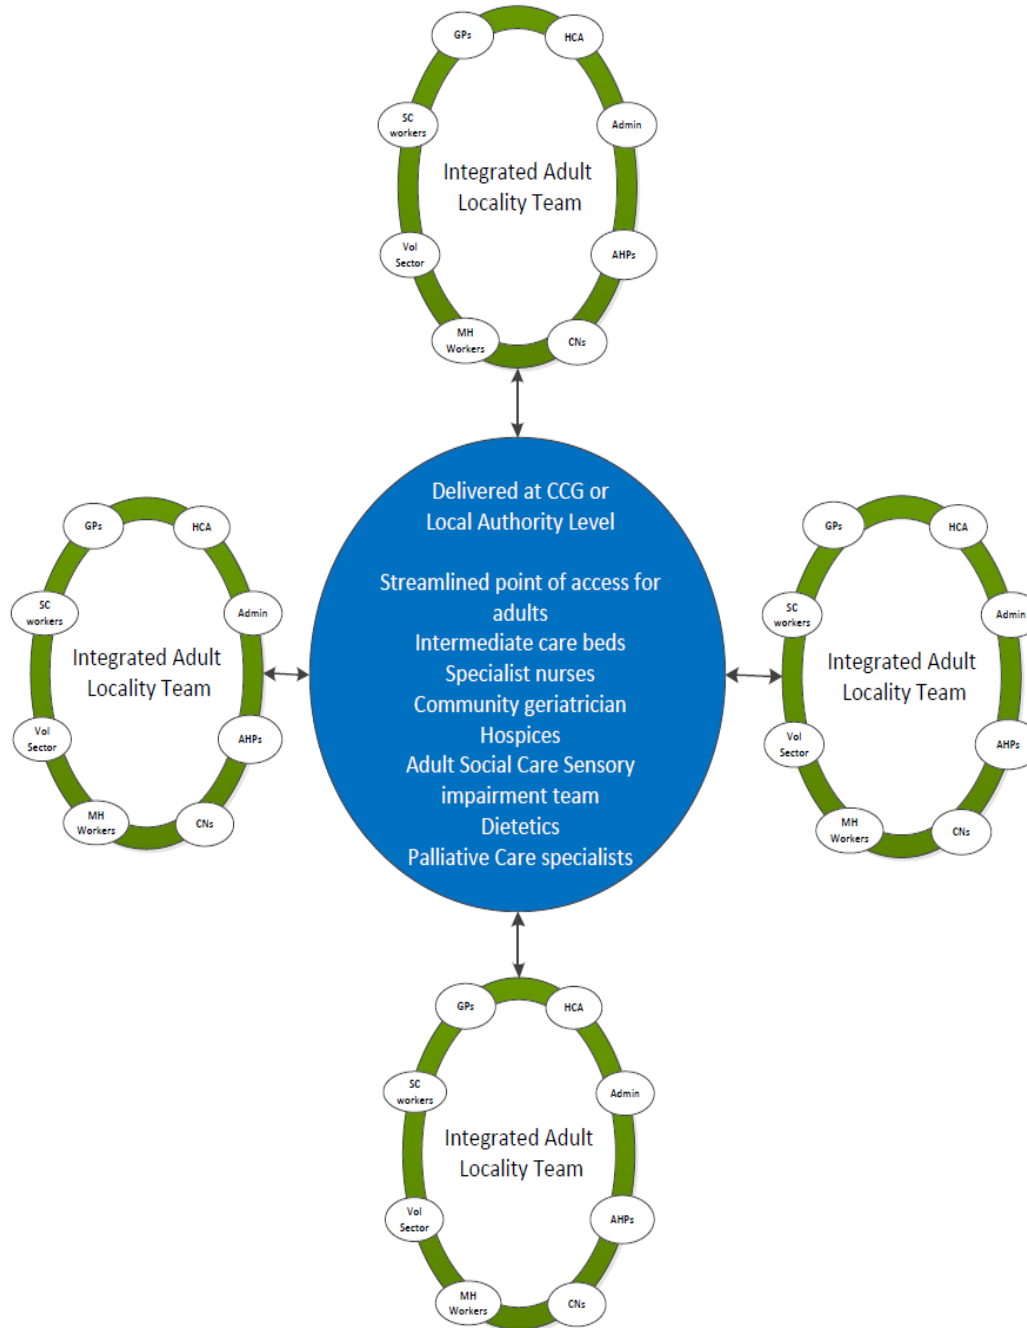 GPs
HCA
SC
workers
Admin
Integrated Adult
Locality Team
Vol
Sector
AHPs
MH
Workers
CNs
Delivered at CCG or
Local Authority Level
Streamlined point of access for
adults
Intermediate care beds
Specialist nurses
Community geriatrician
Hospices
Adult Social Care Sensory
impairment team
Dietetics
Palliative Care specialists
GPs
HCA
SC
workers
Admin
Integrated Adult
Locality Team
Vol
Sector
AHPs
MH
Workers
CNs
GPs
HCA
SC
workers
Admin
Integrated Adult
Locality Team
Vol
Sector
AHPs
MH
Workers
CNs
GPs
HCA
SC
workers
Admin
Integrated Adult
Locality Team
Vol
Sector
AHPs
MH
Workers
CNs